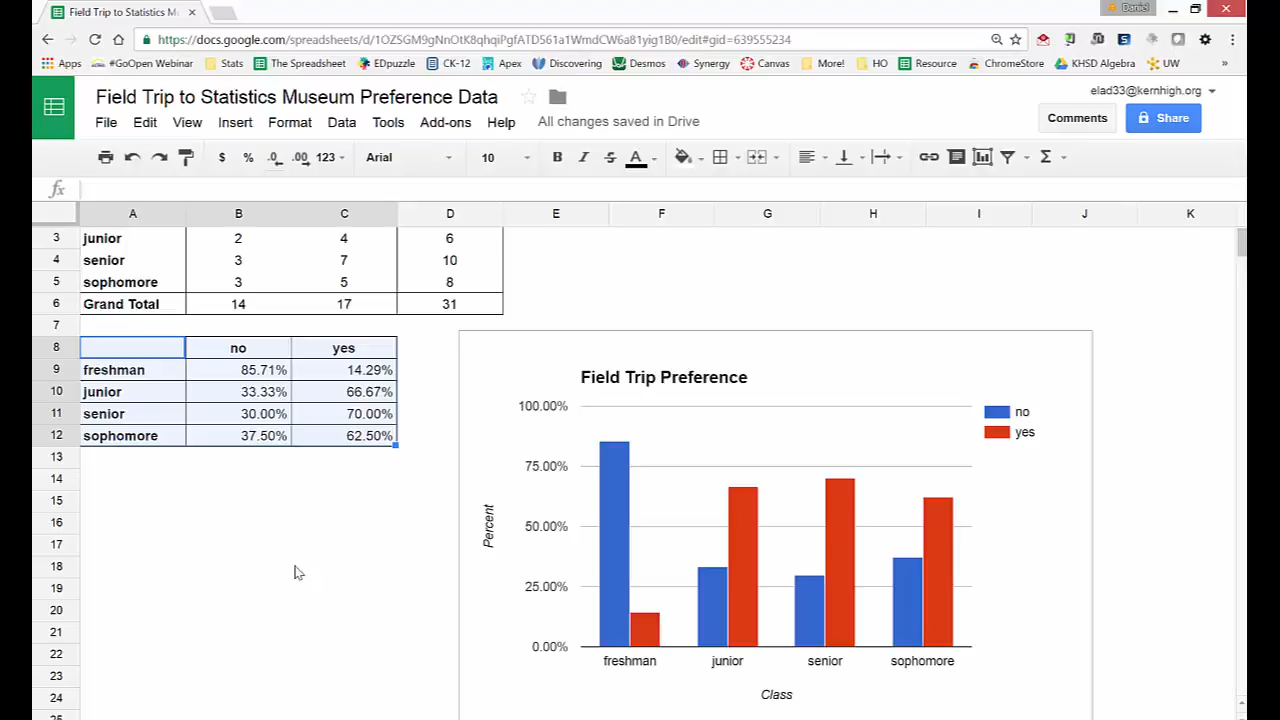 Field Trip to Statistics Mu
Daniel
https://docs.google.com/spreadsheets/d/1OZSGM9gNnOtK8qhqiPgfATD561a1WmdCW6a81yig1B0/edit#gid=639555234
Apps #GoOpen Webinar Stats The Spreadsheet EDpuzzle CK-12 Apex Discovering Desmos Synergy Canvas More! HO Resource ChromeStore KHSD Algebra UW »
Field Trip to Statistics Museum Preference Data
elad33@kernhigh.org
File Edit View Insert Format Data Tools Add-ons Help All changes saved in Drive
Comments Share
$ % .0 .00 123 Arial 10 B I S A Σ
fx
A B C D E F G H I J K
3 junior 2 4 6
4 senior 3 7 10
5 sophomore 3 5 8
6 Grand Total 14 17 31
7
8 no yes
9 freshman 85.71% 14.29%
10 junior 33.33% 66.67%
11 senior 30.00% 70.00%
12 sophomore 37.50% 62.50%
13
14
15
16
17
18
19
20
21
22
23
24
Field Trip Preference
no
yes
100.00%
75.00%
50.00%
25.00%
0.00%
Percent
freshman junior senior sophomore
Class